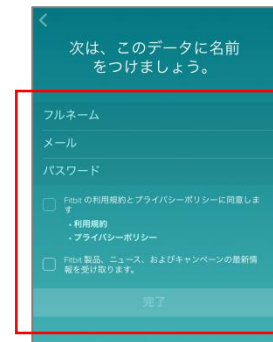 次は、このデータに名前
をつけましょう。
フルネーム
メール
パスワード
Fitbit の利用規約とプライバシーポリシーに同意しま
す
・利用規約
・プライバシーポリシー
Fitbit 製品、ニュース、およびキャンペーンの最新情
報を受け取ります。
完了